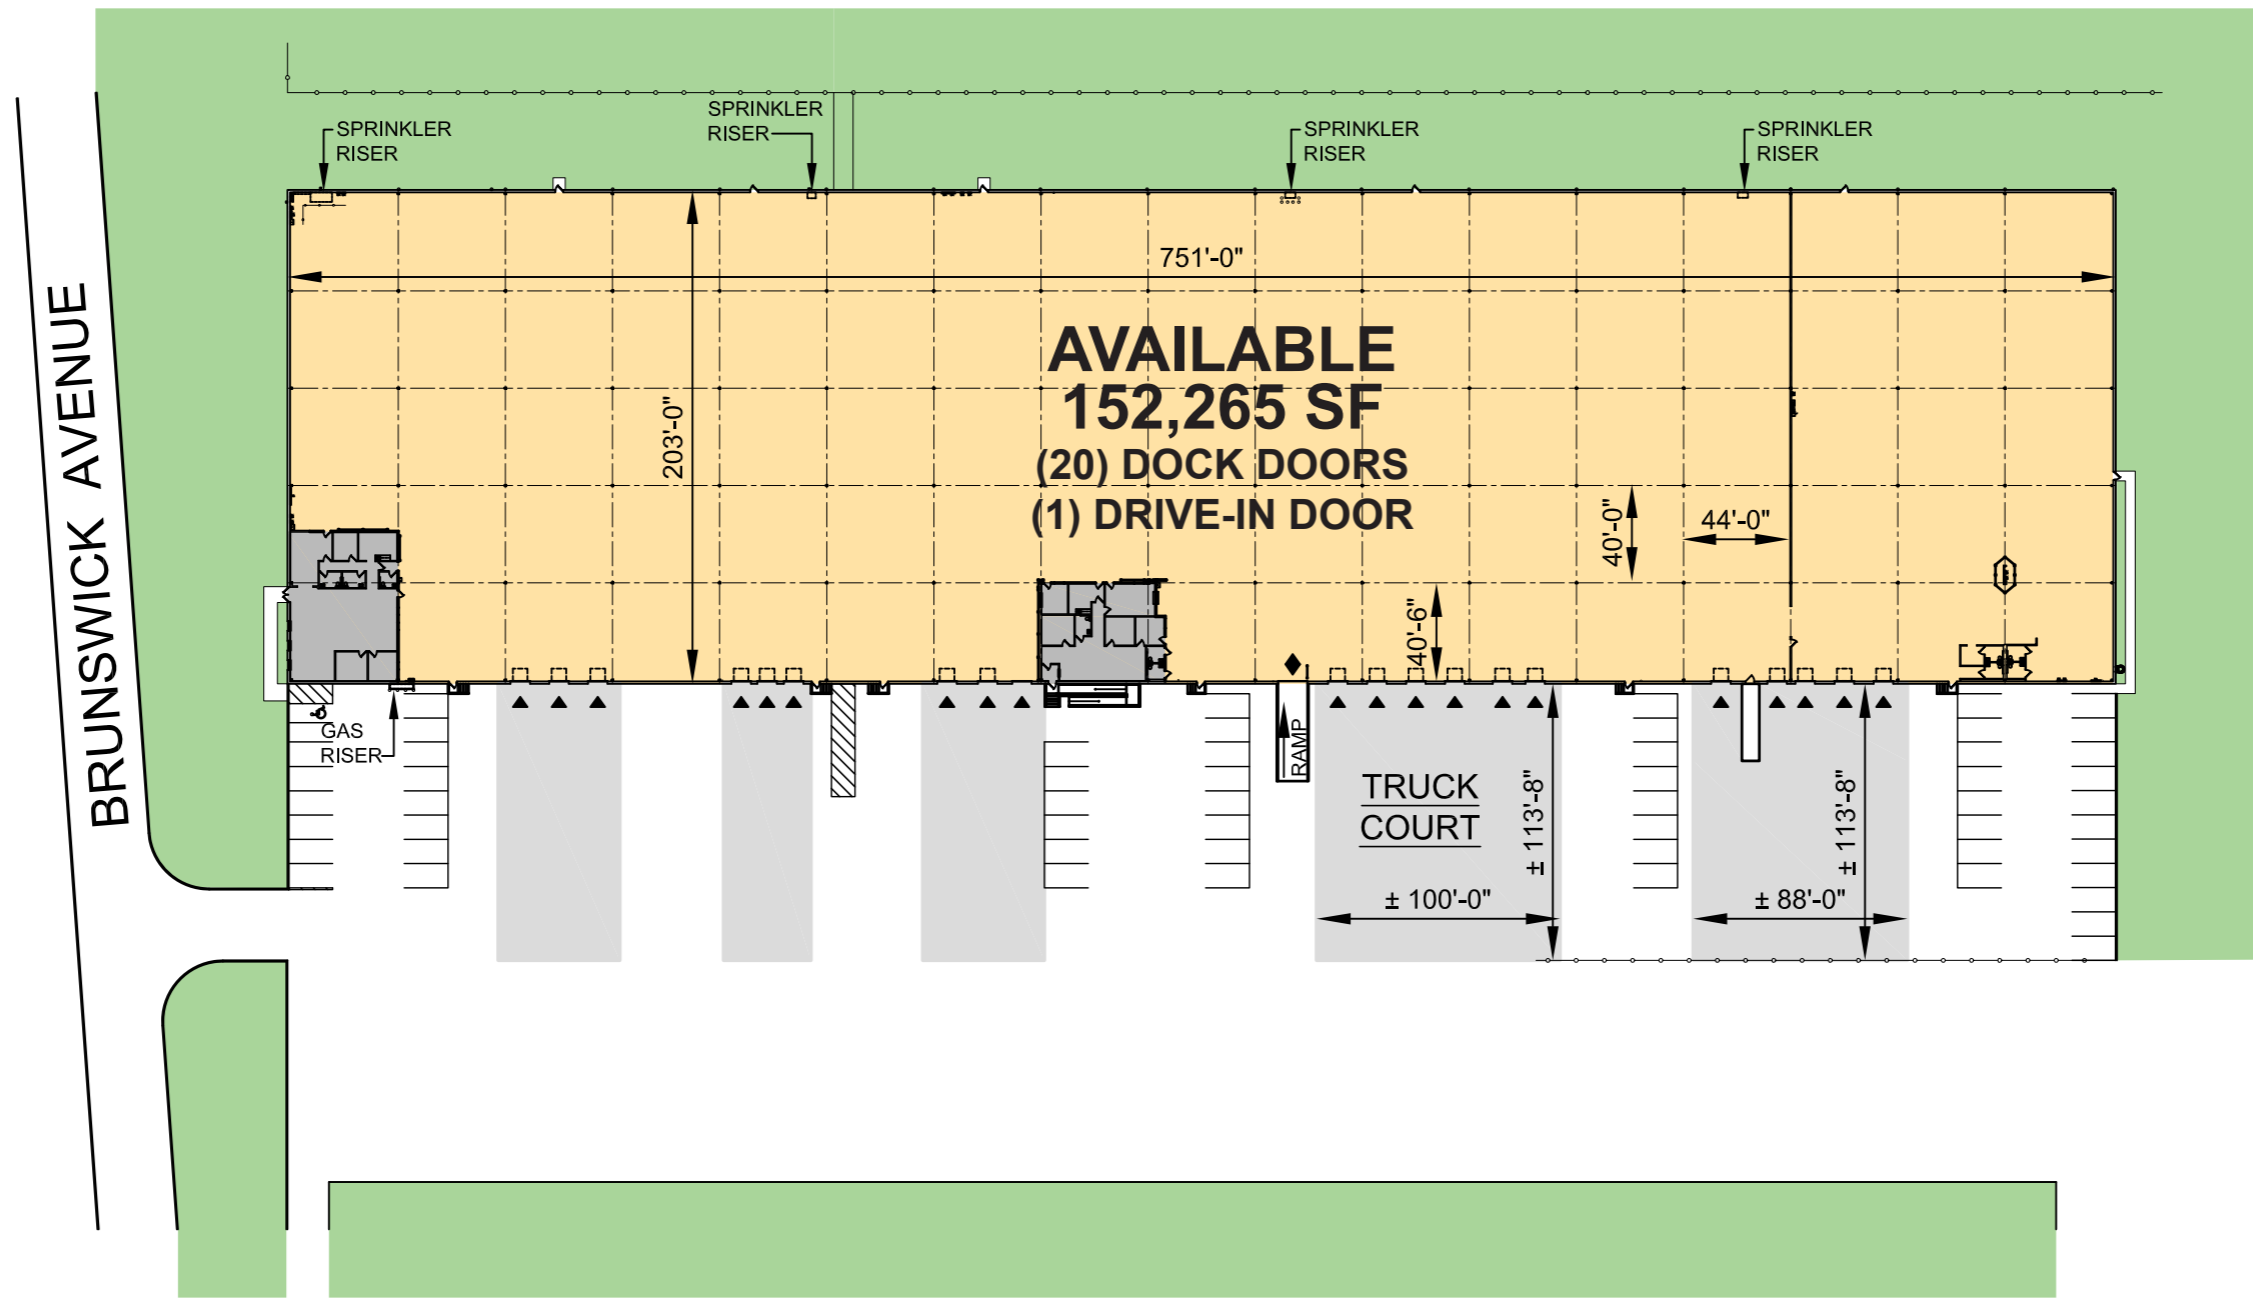 SPRINKLER
RISER
SPRINKLER
RISER
SPRINKLER
RISER
SPRINKLER
RISER
751'-0"
203'-0"
AVAILABLE
152,265 SF
(20) DOCK DOORS
(1) DRIVE-IN DOOR
40'-0"
44'-0"
40'-6"
BRUNSWICK AVENUE
GAS
RISER
RAMP
TRUCK
COURT
± 113'-8"
± 100'-0"
± 113'-8"
± 88'-0"